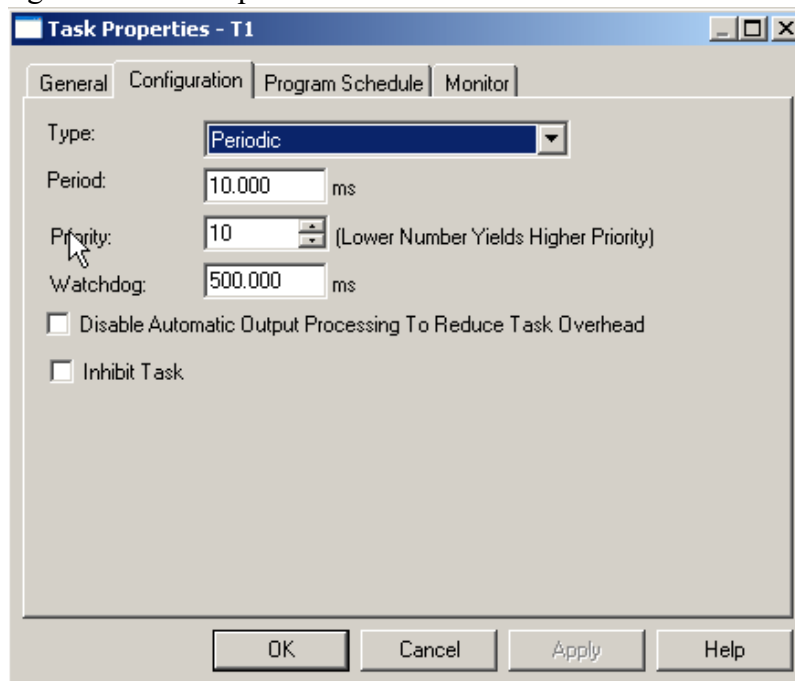 Task Properties - T1
General Configuration Program Schedule Monitor
Type: Periodic
Period: 10.000 ms
Priority: 10 (Lower Number Yields Higher Priority)
Watchdog: 500.000 ms
Disable Automatic Output Processing To Reduce Task Overhead
Inhibit Task
OK Cancel Apply Help